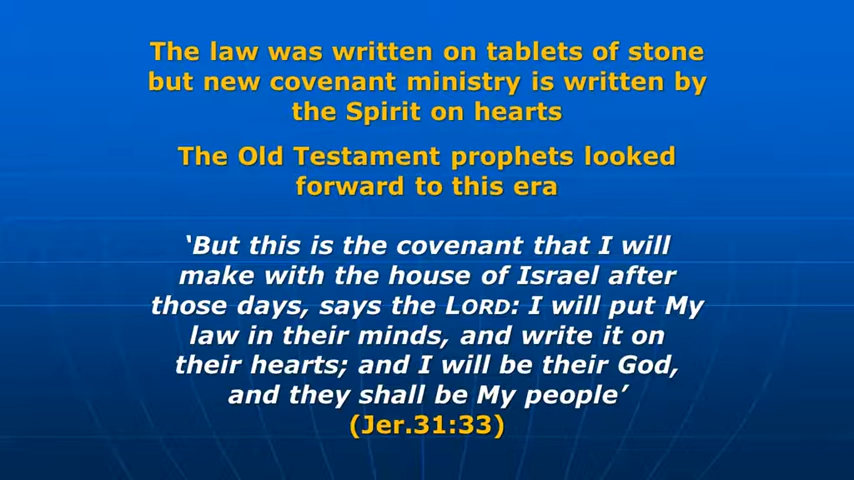 The law was written on tablets of stone
but new covenant ministry is written by
the Spirit on hearts
The Old Testament prophets looked
forward to this era
‘But this is the covenant that I will
make with the house of Israel after
those days, says the LORD: I will put My
law in their minds, and write it on
their hearts; and I will be their God,
and they shall be My people’
(Jer.31:33)